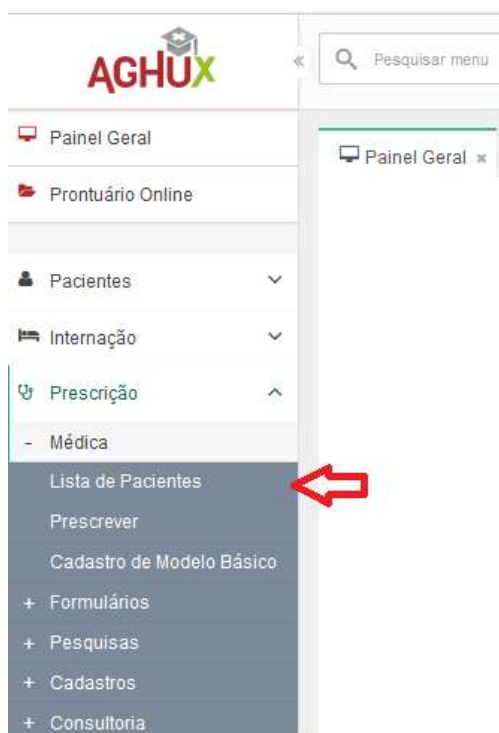 AGHUX
Pesquisar menu
Painel Geral
Painel Geral
Prontuário Online
Pacientes
Internação
Prescrição
- Médica
Lista de Pacientes
Prescrever
Cadastro de Modelo Básico
+ Formulários
+ Pesquisas
+ Cadastros
+ Consultoria